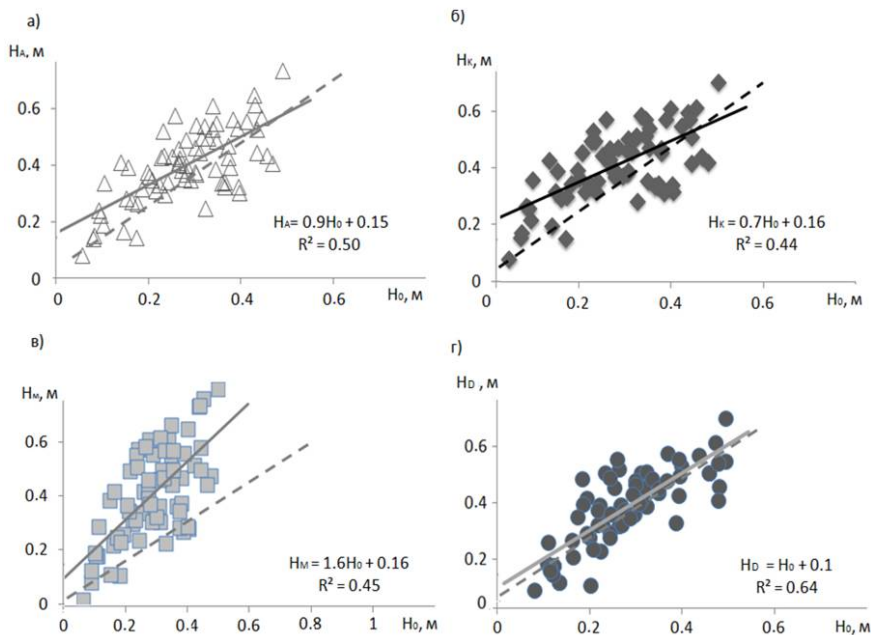 а)
Hᴀ, м
0.6
0.4
0.2
0
Hᴀ= 0.9H₀ + 0.15
R² = 0.50
0 0.2 0.4 0.6
H₀, м
б)
Hᴋ, м
0.6
0.4
0.2
0
Hᴋ = 0.7H₀ + 0.16
R² = 0.44
0 0.2 0.4 0.6
H₀, м
в)
Hᴍ, м
0.6
0.4
0.2
0
Hᴍ = 1.6H₀ + 0.16
R² = 0.45
0 0.2 0.4 0.6 0.8 1 H₀, м
г)
Hᴅ , м
0.6
0.4
0.2
0
Hᴅ = H₀ + 0.1
R² = 0.64
0 0.2 0.4 0.6 H₀, м